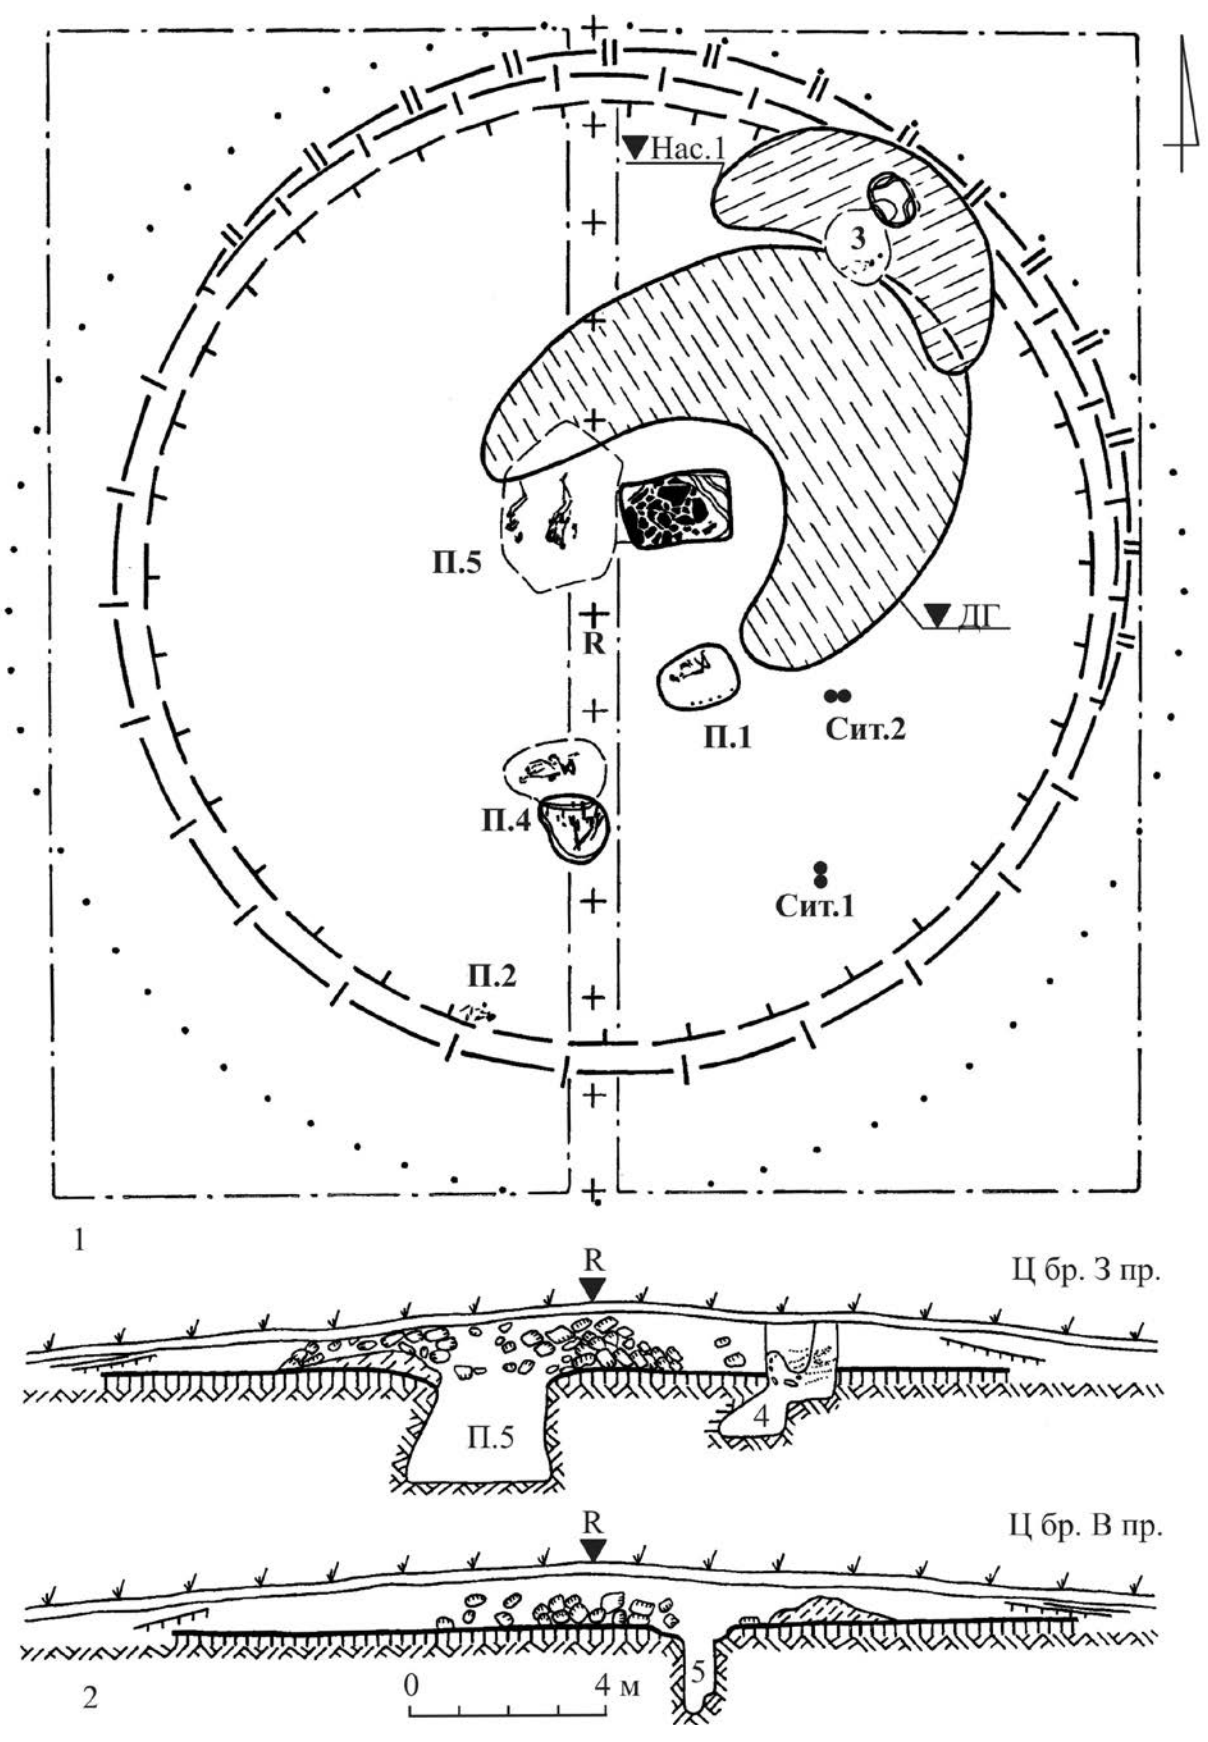 Нас.1
3
П.5
ДГ
R
П.1
Сит.2
П.4
Сит.1
П.2
1
R
Ц бр. З пр.
П.5
4
R
Ц бр. В пр.
5
0 4 м
2